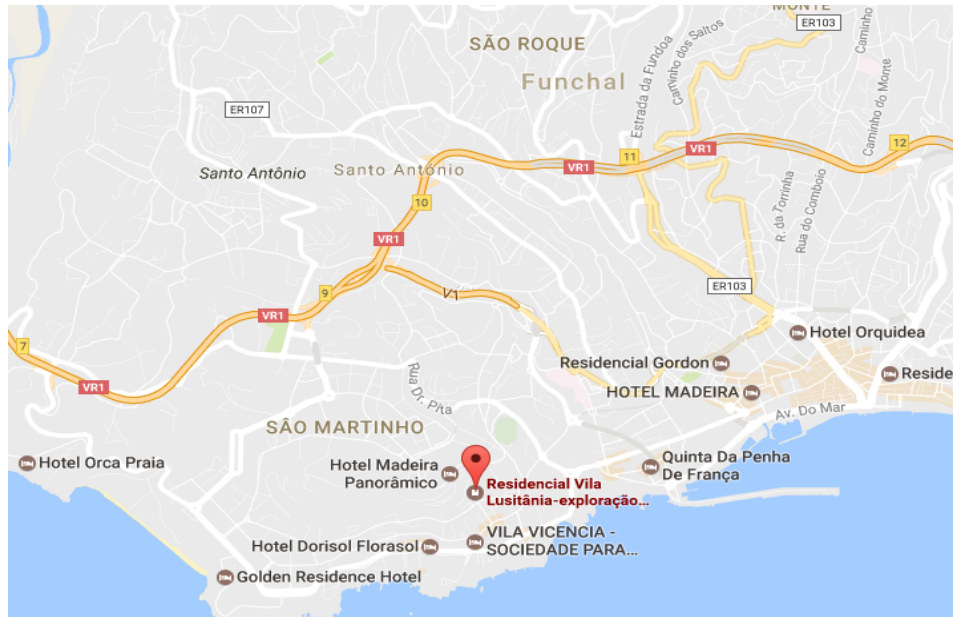 MONTE
ER103
SÃO ROQUE
Funchal
Estrada da Fundoa
Caminho dos Saltos
Caminho
Caminho do Monte
ER107
Santo António
Santo António
VR1
11
VR1
12
10
R. da Torrinha
Rua do Comboio
VR1
9
V1
ER103
VR1
7
Hotel Orquidea
Residencial Gordon
Reside
VR1
HOTEL MADEIRA
Rua Dr. Pita
Av. Do Mar
SÃO MARTINHO
Hotel Orca Praia
Hotel Madeira
Panorâmico
Quinta Da Penha
De França
Residencial Vila
Lusitânia-exploração...
VILA VICENCIA -
SOCIEDADE PARA...
Hotel Dorisol Florasol
Golden Residence Hotel